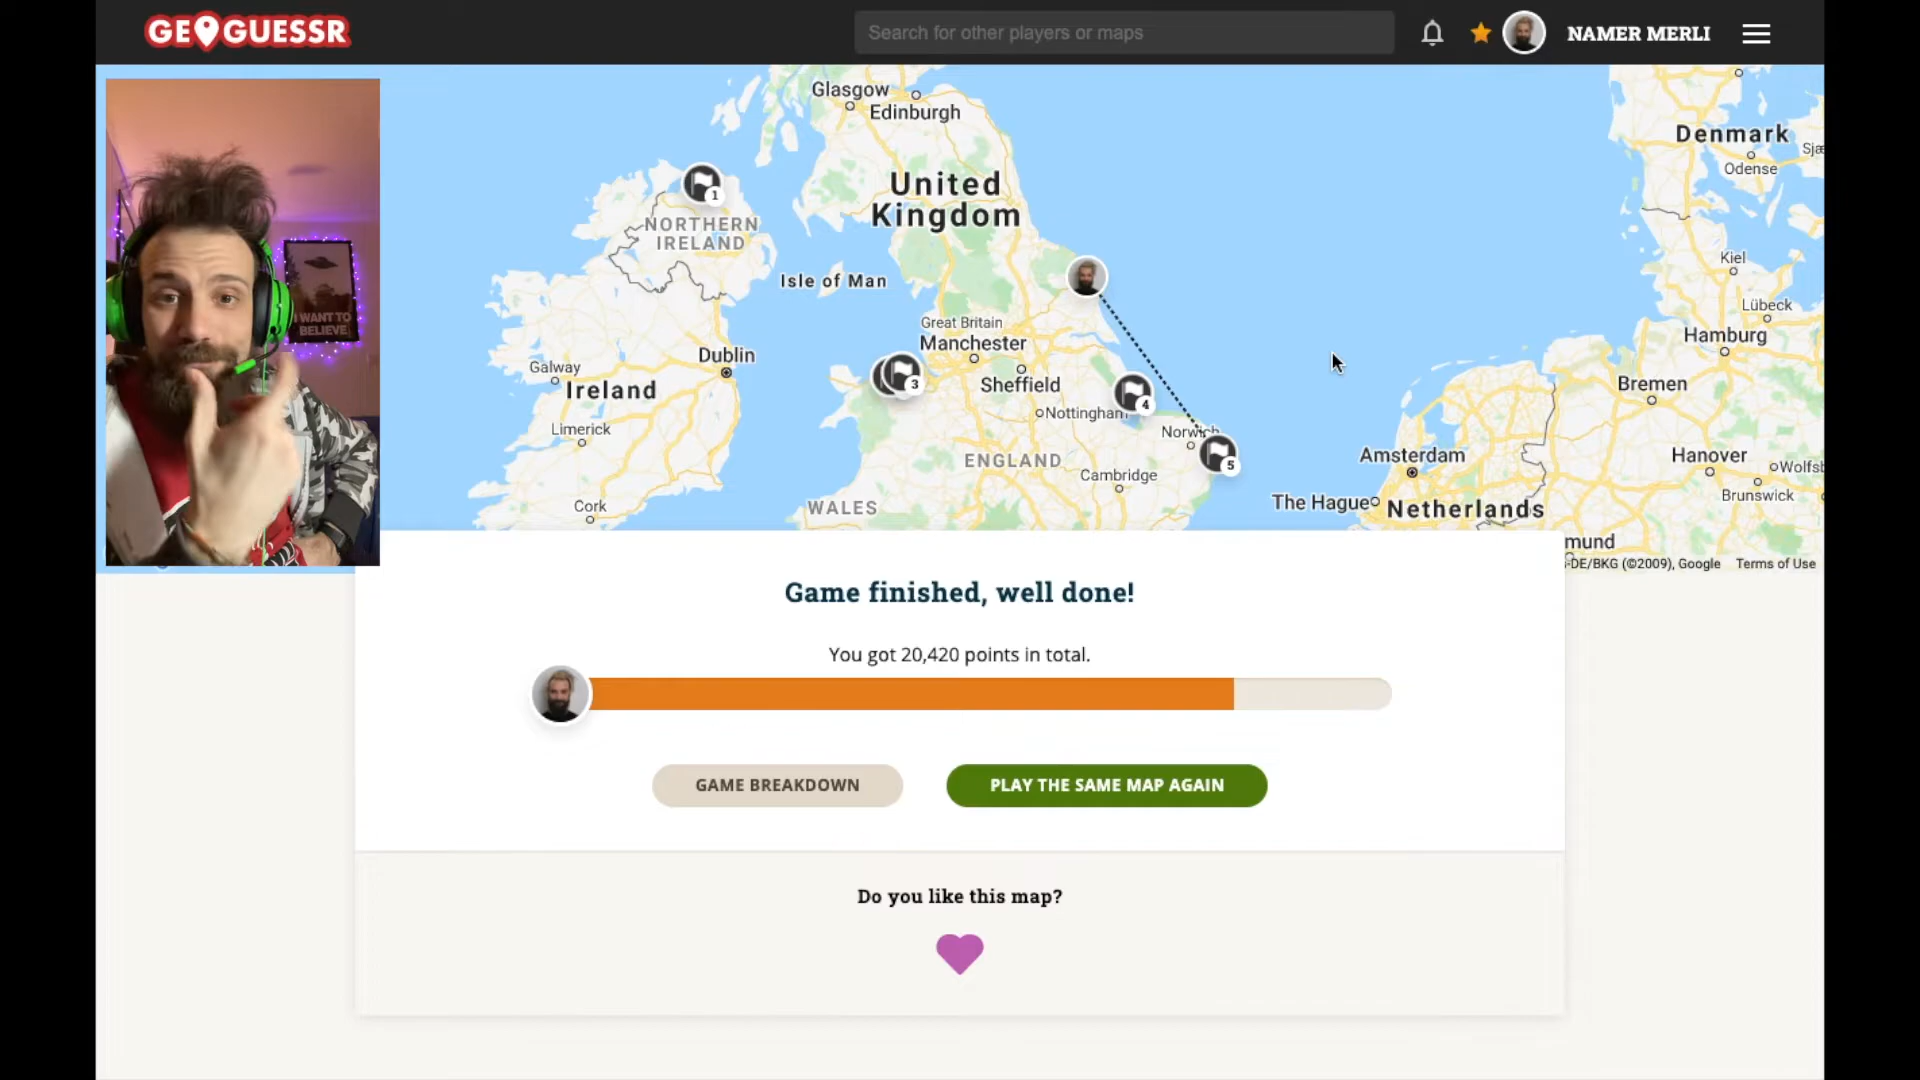 GEOGUESSR
Search for other players or maps
NAMER MERLI
Glasgow
Edinburgh
Denmark
Odense
United
Kingdom
1
NORTHERN
IRELAND
Isle of Man
Kiel
I WANT TO
BELIEVE
Great Britain
Manchester
Lübeck
Hamburg
Dublin
Galway
Ireland
3
Sheffield
4
Nottingham
Bremen
Limerick
Norwich
5
ENGLAND
Cambridge
Amsterdam
Hanover
Brunswick
Cork
WALES
The Hague
Netherlands
mund
-DE/BKG (©2009), Google
Terms of Use
Game finished, well done!
You got 20,420 points in total.
GAME BREAKDOWN
PLAY THE SAME MAP AGAIN
Do you like this map?